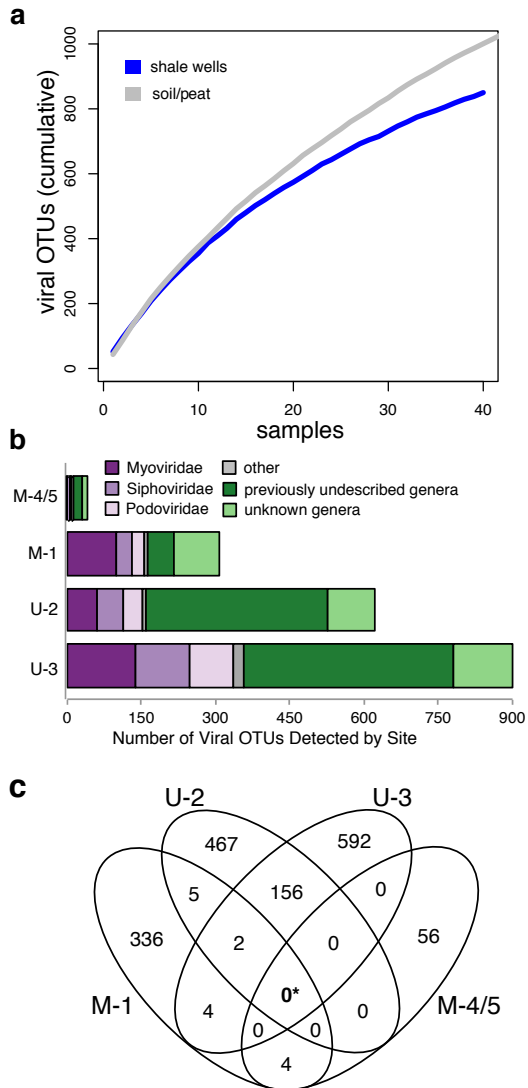 a
viral OTUs (cumulative)
1000
800
600
400
200
0
shale wells
soil/peat
0 10 20 30 40
samples
b
Myoviridae
Siphoviridae
Podoviridae
other
previously undescribed genera
unknown genera
M-4/5
M-1
U-2
U-3
0 150 300 450 600 750 900
Number of Viral OTUs Detected by Site
c
U-2 U-3
467 592
5 156 0
336 2 0 56
0*
M-1 4 0 0 0 M-4/5
4